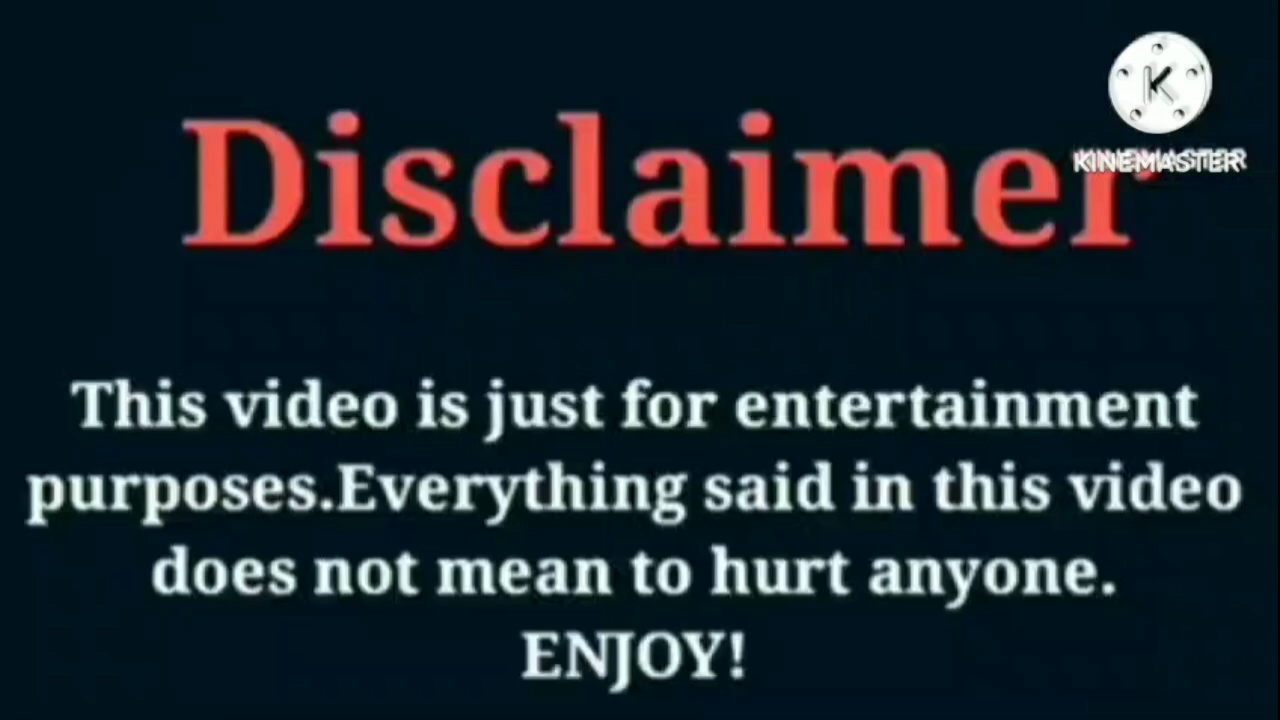 K
KINEMASTER
Disclaimer
This video is just for entertainment
purposes.Everything said in this video
does not mean to hurt anyone.
ENJOY!